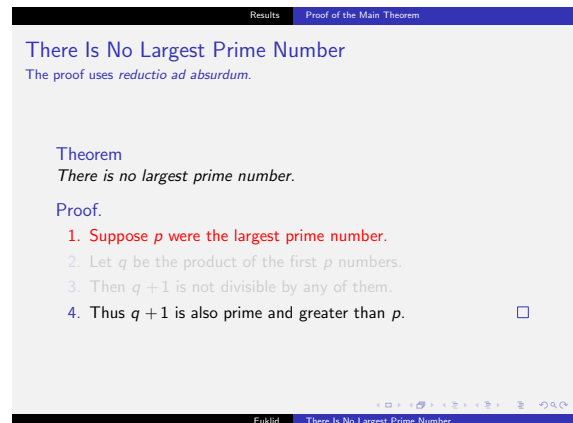 Results Proof of the Main Theorem
There Is No Largest Prime Number
The proof uses reductio ad absurdum.
Theorem
There is no largest prime number.
Proof.
1. Suppose p were the largest prime number.
2. Let q be the product of the first p numbers.
3. Then q + 1 is not divisible by any of them.
4. Thus q + 1 is also prime and greater than p. □
Euklid There Is No Largest Prime Number